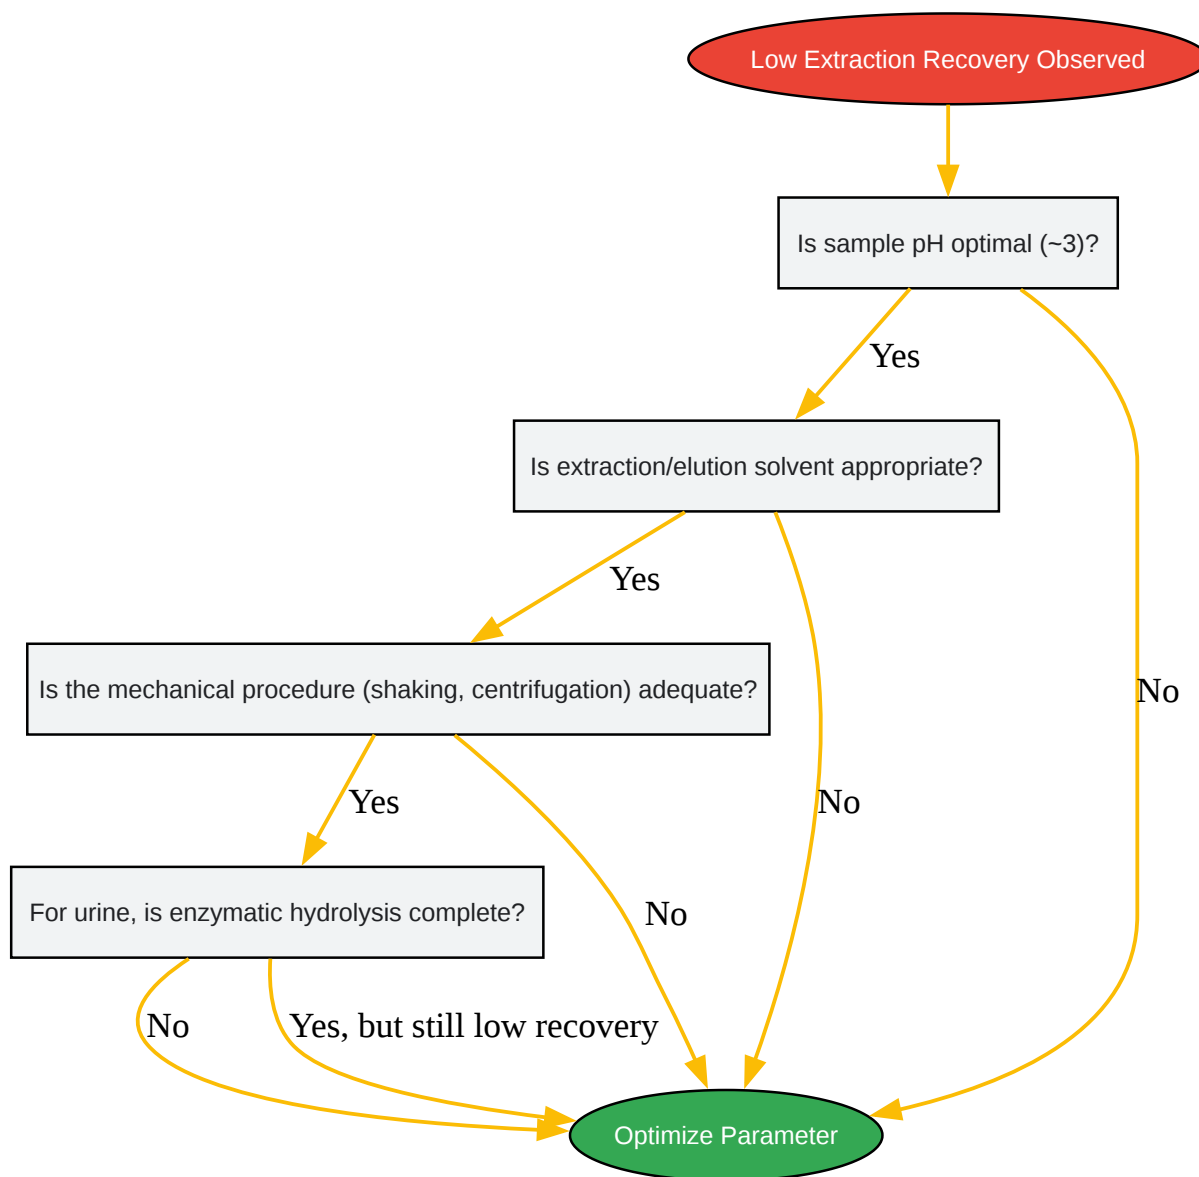 Low Extraction Recovery Observed
Is sample pH optimal (~3)?
Yes
Is extraction/elution solvent appropriate?
Yes
Is the mechanical procedure (shaking, centrifugation) adequate?
No
Yes
No
For urine, is enzymatic hydrolysis complete?
No
No
Yes, but still low recovery
Optimize Parameter